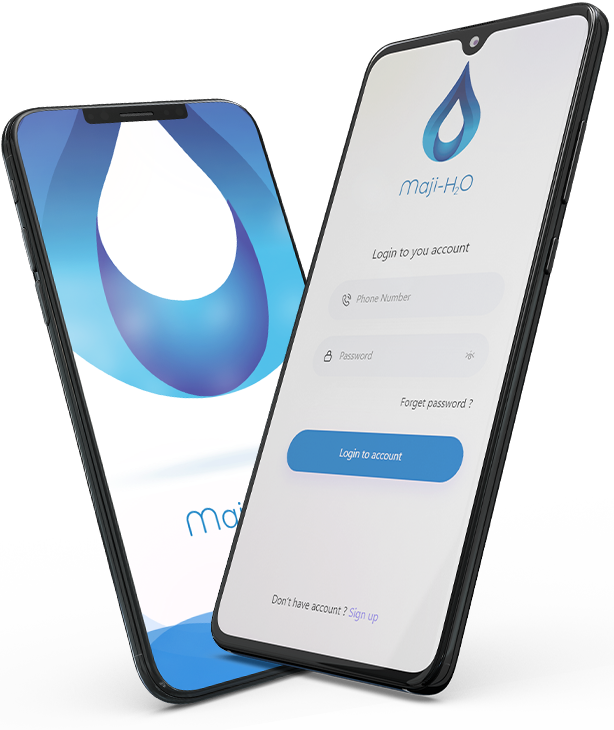 Maji-H2O
Login to you account
Phone Number
Password
Forget password ?
Login to account
Don't have account ? Sign up
Maji